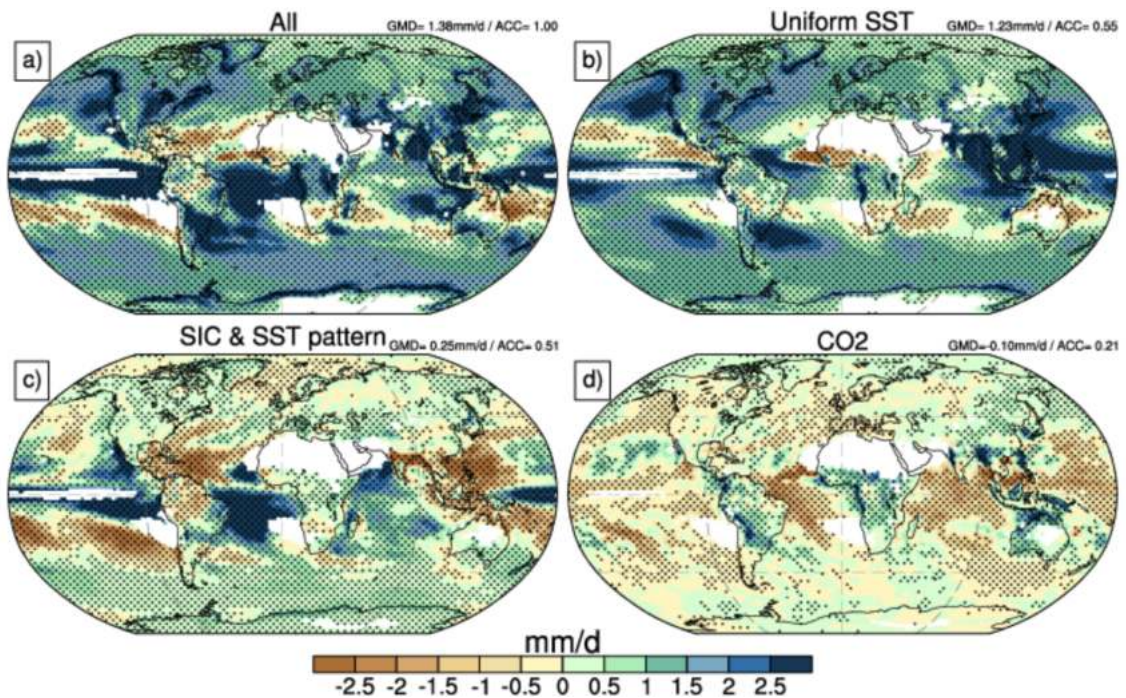 All
GMD= 1.38mm/d / ACC= 1.00
a)
Uniform SST
GMD= 1.23mm/d / ACC= 0.55
b)
SIC & SST pattern
GMD= 0.25mm/d / ACC= 0.51
c)
CO2
GMD=-0.10mm/d / ACC= 0.21
d)
mm/d
-2.5 -2 -1.5 -1 -0.5 0 0.5 1 1.5 2 2.5